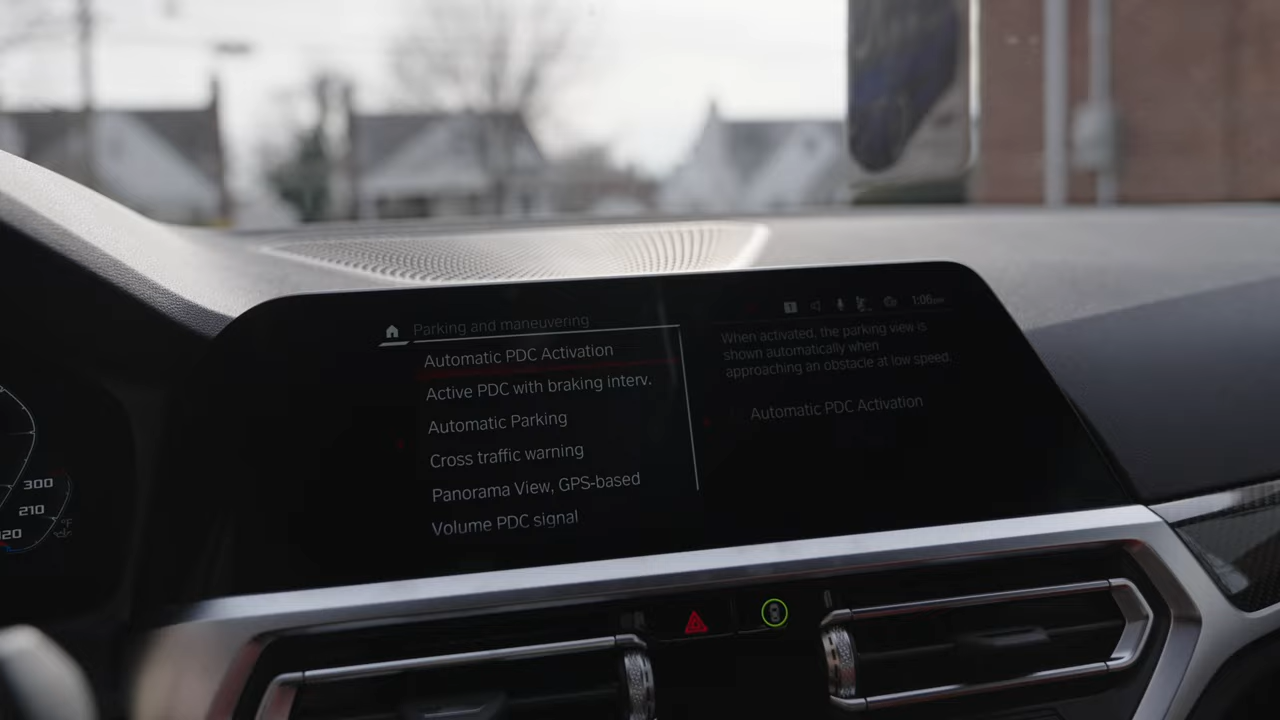 1:06pm
Parking and maneuvering
Automatic PDC Activation
Active PDC with braking interv.
Automatic Parking
Cross traffic warning
Panorama View, GPS-based
Volume PDC signal
When activated, the parking view is
shown automatically when
approaching an obstacle at low speed.
Automatic PDC Activation
300
210
°F